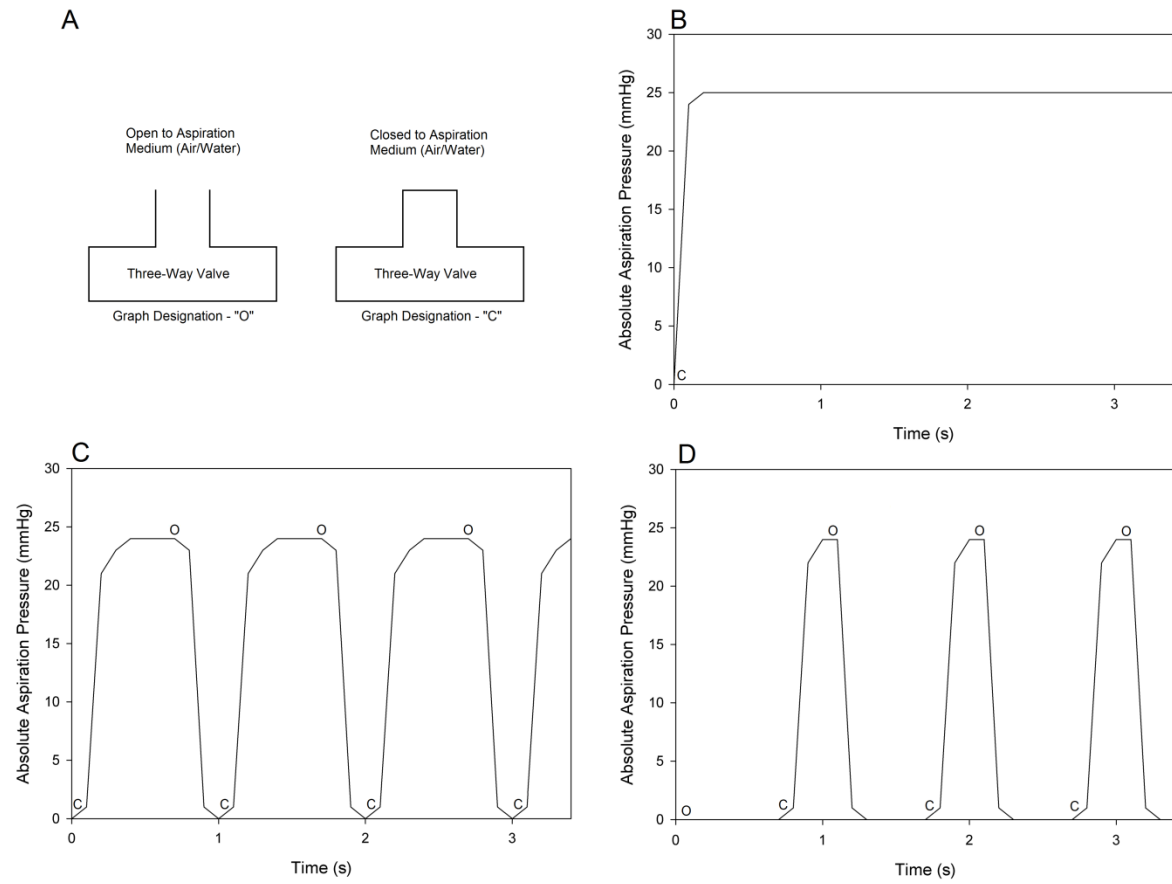 A
Open to Aspiration
Medium (Air/Water)
Three-Way Valve
Graph Designation - "O"
Closed to Aspiration
Medium (Air/Water)
Three-Way Valve
Graph Designation - "C"
B
Absolute Aspiration Pressure (mmHg)
30
25
20
15
10
5
0
C
0 1 2 3
Time (s)
C
Absolute Aspiration Pressure (mmHg)
30
25
20
15
10
5
0
O O O
C C C C
0 1 2 3
Time (s)
D
Absolute Aspiration Pressure (mmHg)
30
25
20
15
10
5
0
O O O
O C C C
0 1 2 3
Time (s)